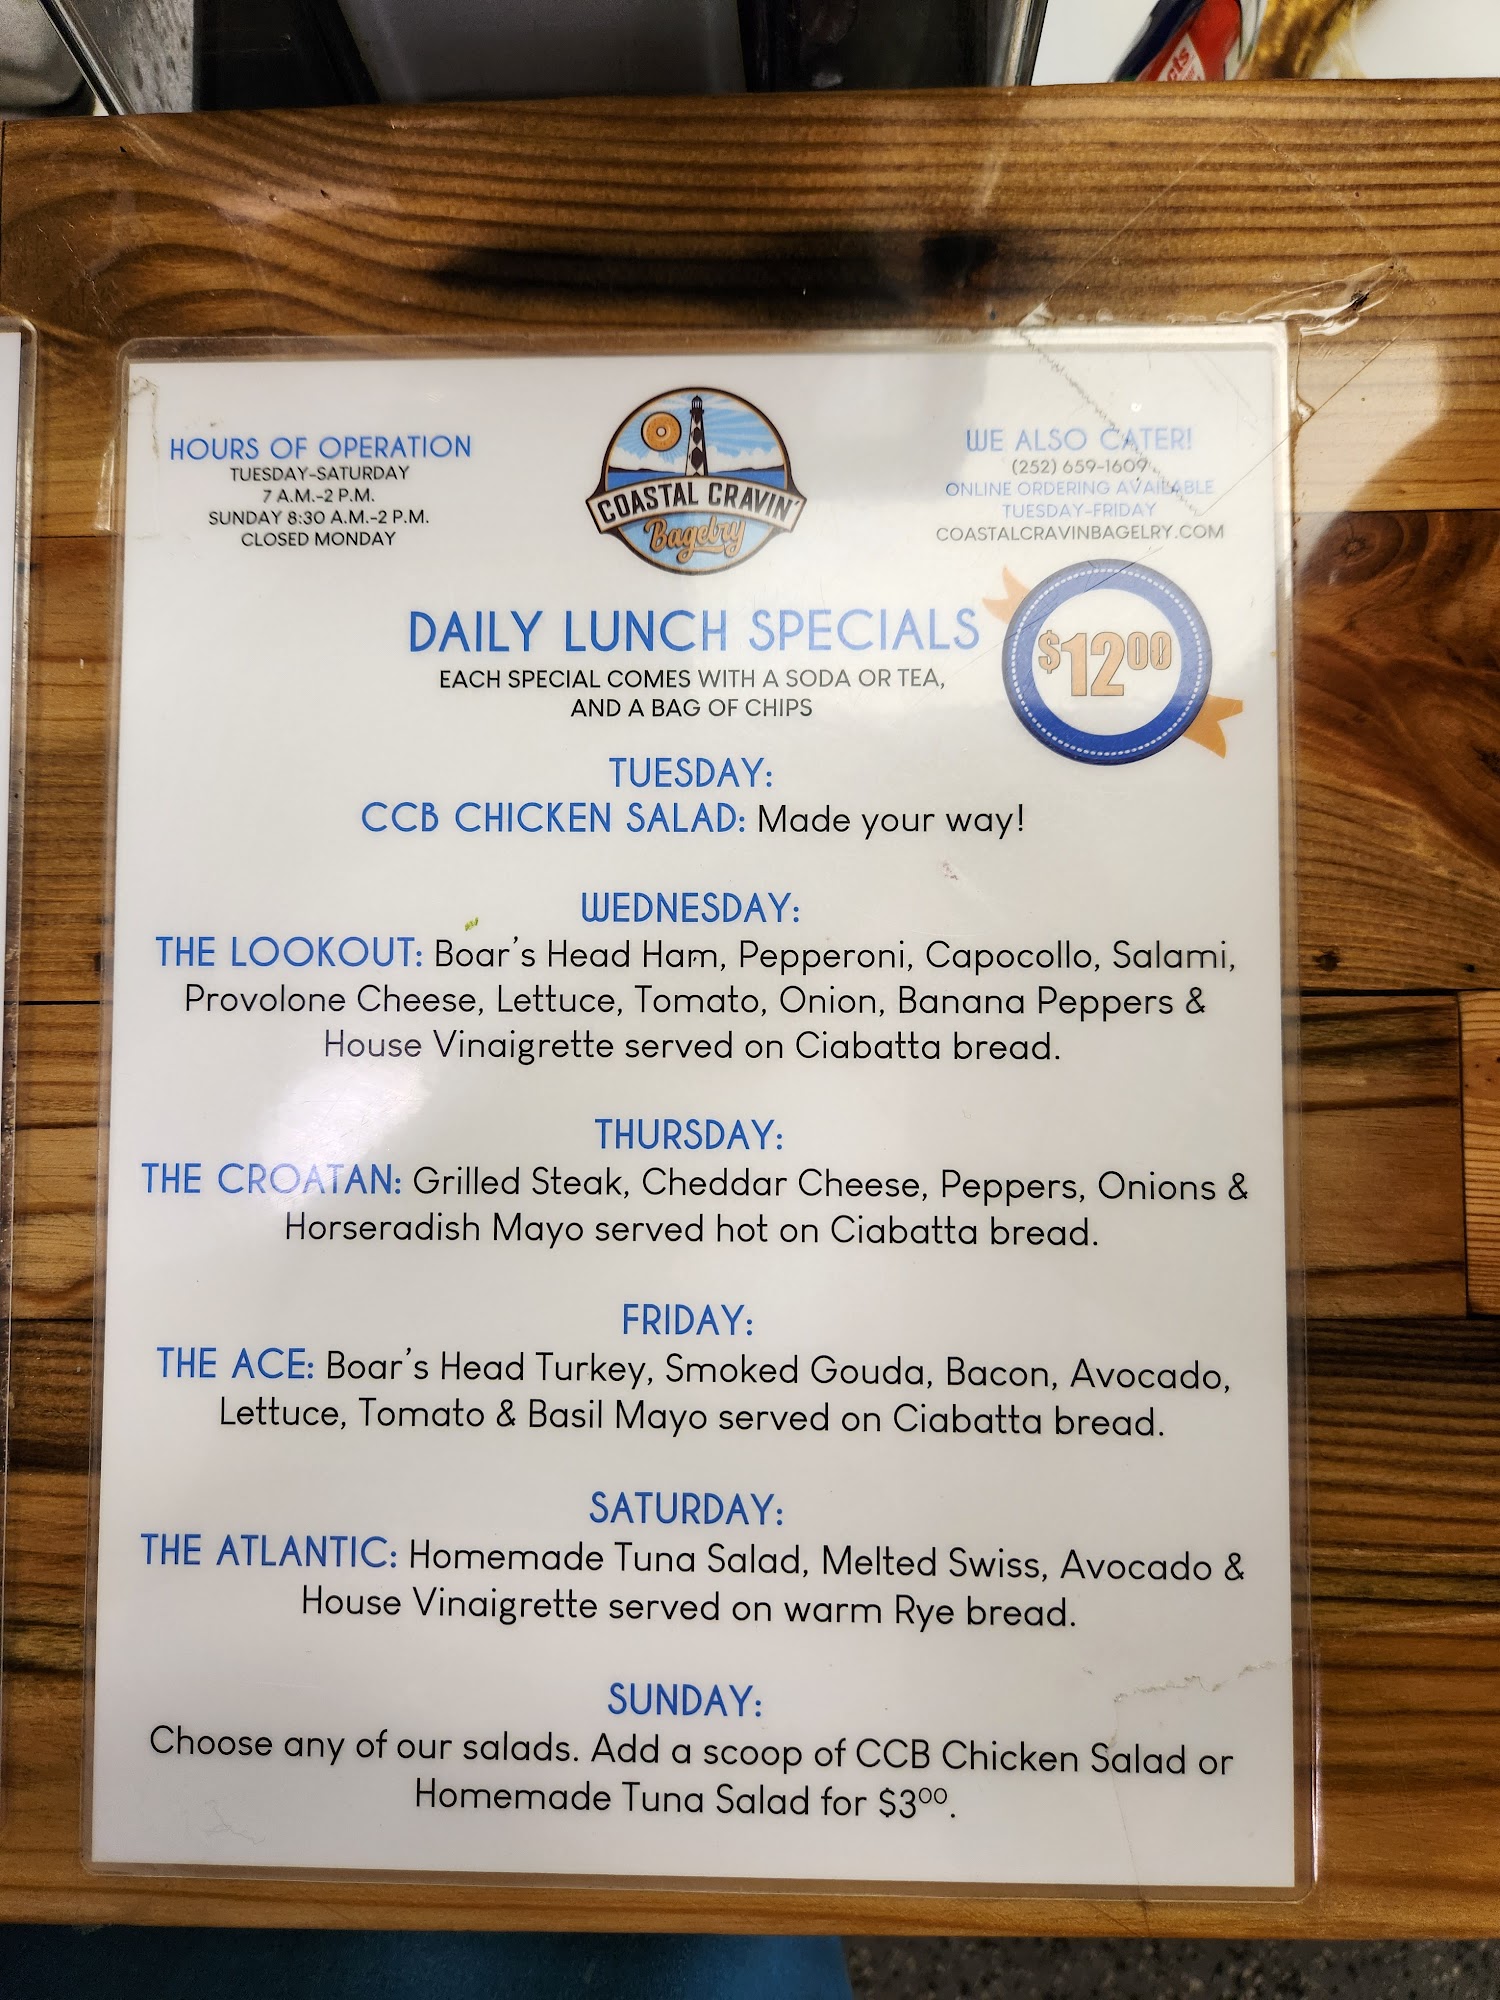 HOURS OF OPERATION
TUESDAY-SATURDAY
7 A.M.-2 P.M.
SUNDAY 8:30 A.M.-2 P.M.
CLOSED MONDAY
COASTAL CRAVIN'
Bagelry
WE ALSO CATER!
(252) 659-1609
ONLINE ORDERING AVAILABLE
TUESDAY-FRIDAY
COASTALCRAVINBAGELRY.COM
DAILY LUNCH SPECIALS
EACH SPECIAL COMES WITH A SODA OR TEA,
AND A BAG OF CHIPS
$1200
TUESDAY:
CCB CHICKEN SALAD: Made your way!
WEDNESDAY:
THE LOOKOUT: Boar's Head Ham, Pepperoni, Capocollo, Salami,
Provolone Cheese, Lettuce, Tomato, Onion, Banana Peppers &
House Vinaigrette served on Ciabatta bread.
THURSDAY:
THE CROATAN: Grilled Steak, Cheddar Cheese, Peppers, Onions &
Horseradish Mayo served hot on Ciabatta bread.
FRIDAY:
THE ACE: Boar's Head Turkey, Smoked Gouda, Bacon, Avocado,
Lettuce, Tomato & Basil Mayo served on Ciabatta bread.
SATURDAY:
THE ATLANTIC: Homemade Tuna Salad, Melted Swiss, Avocado &
House Vinaigrette served on warm Rye bread.
SUNDAY:
Choose any of our salads. Add a scoop of CCB Chicken Salad or
Homemade Tuna Salad for $300.